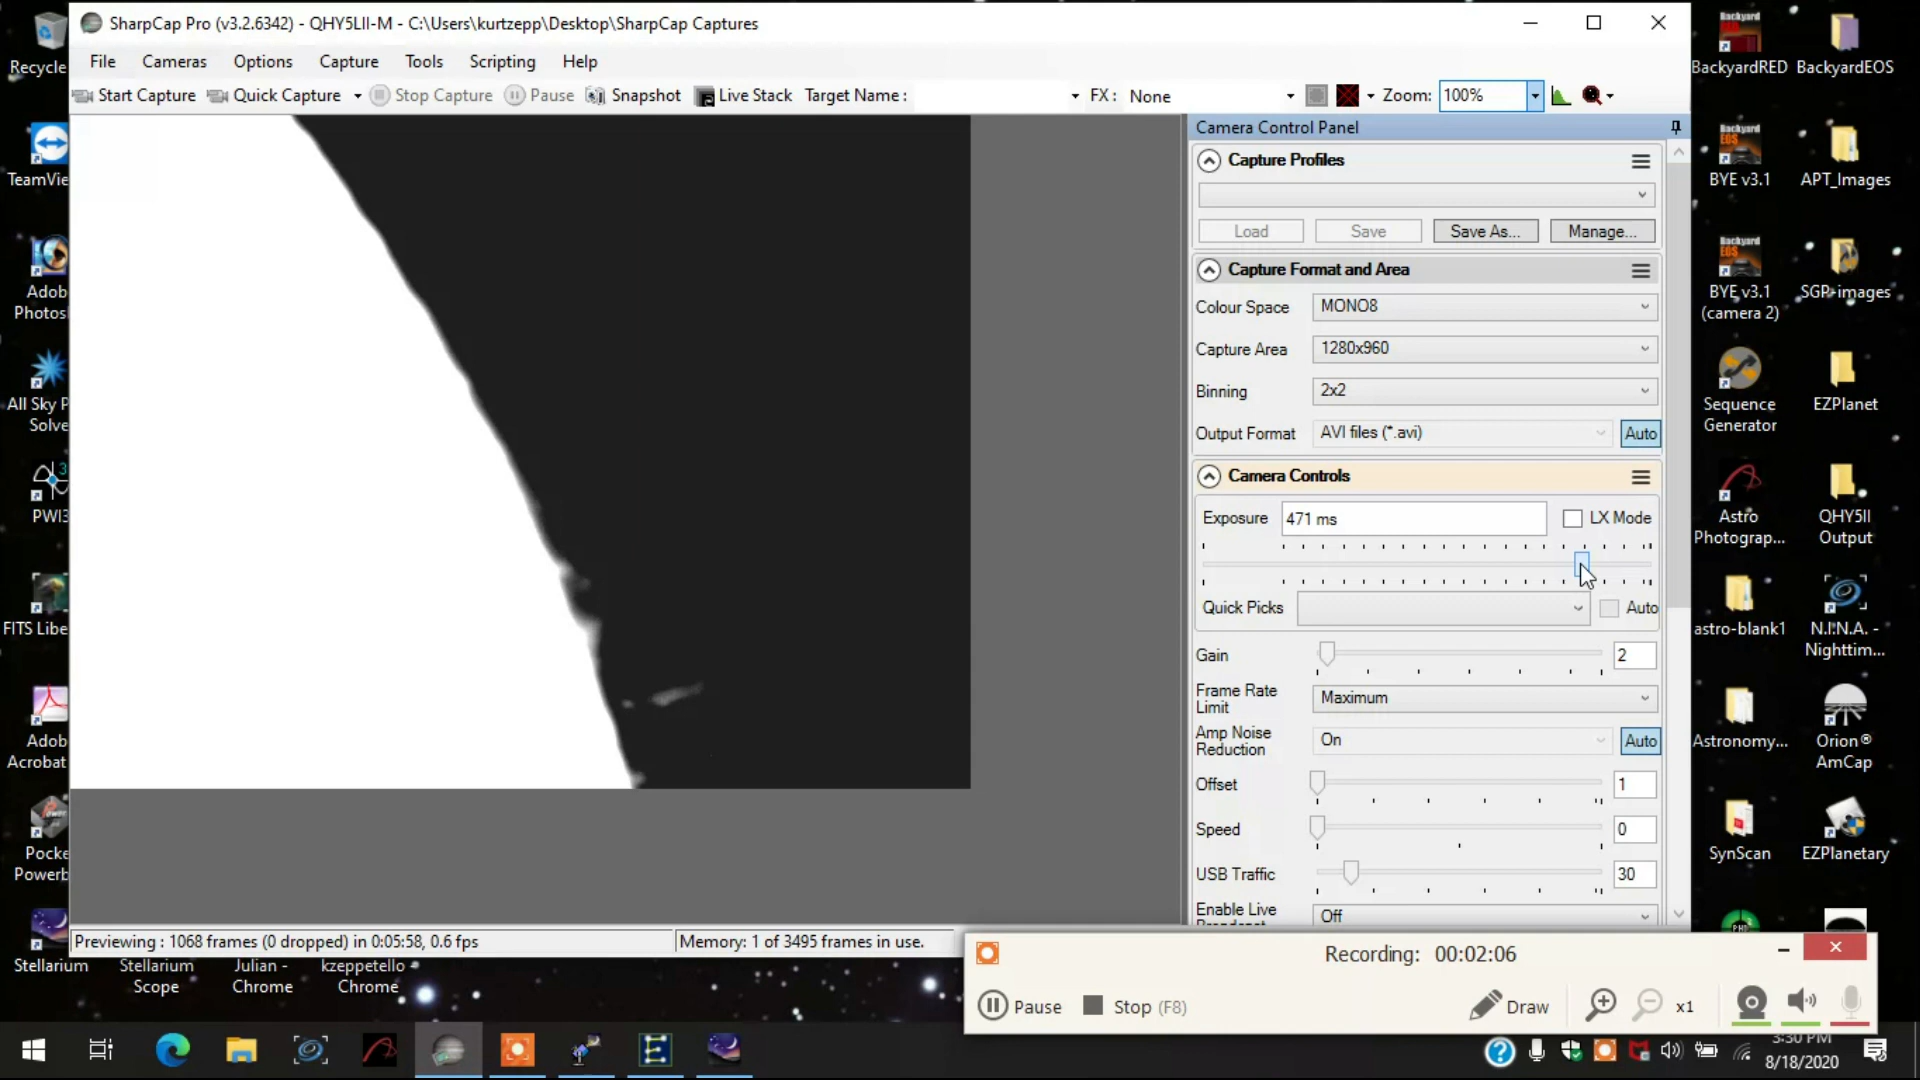 SharpCap Pro (v3.2.6342) - QHY5LII-M - C:\Users\kurtzepp\Desktop\SharpCap Captures
File Cameras Options Capture Tools Scripting Help
Start Capture Quick Capture Stop Capture Pause Snapshot Live Stack Target Name : FX : None Zoom: 100%
Camera Control Panel
Capture Profiles
Load Save Save As... Manage...
Capture Format and Area
Colour Space MONO8
Capture Area 1280x960
Binning 2x2
Output Format AVI files (*.avi) Auto
Camera Controls
Exposure 471 ms LX Mode
Quick Picks Auto
Gain 2
Frame Rate
Limit
Maximum
Amp Noise
Reduction
On Auto
Offset 1
Speed 0
USB Traffic 30
Enable Live
Off
Previewing : 1068 frames (0 dropped) in 0:05:58, 0.6 fps
Memory: 1 of 3495 frames in use.
Recycle
TeamVie
Adob
Photosl
All Sky P
Solve
PWI3
FITS Libe
Adob
Acrobat
Pocke
Powerb
Stellarium
Stellarium
Scope
Julian -
Chrome
kzeppetello -
Chrome
BackyardRED
BackyardEOS
BYE v3.1
APT_Images
BYE v3.1
(camera 2)
SGP-images
Sequence
Generator
EZPlanet
Astro
Photograp...
QHY5II
Output
astro-blank1
N.I.N.A. -
Nighttim...
Astronomy...
Orion®
AmCap
SynScan
EZPlanetary
Recording: 00:02:06
Pause Stop (F8) Draw x1
3:30 PM
8/18/2020